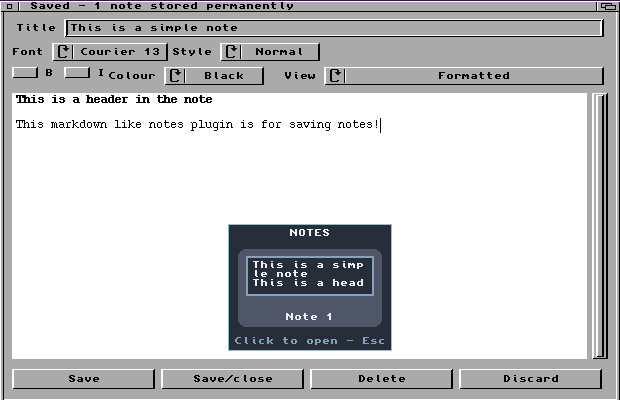 Saved - 1 note stored permanently
Title This is a simple note
Font Courier 13 Style Normal
B I Colour Black View Formatted
This is a header in the note
This markdown like notes plugin is for saving notes!
NOTES
This is a simp
le note
This is a head
Note 1
Click to open - Esc
Save Save/close Delete Discard